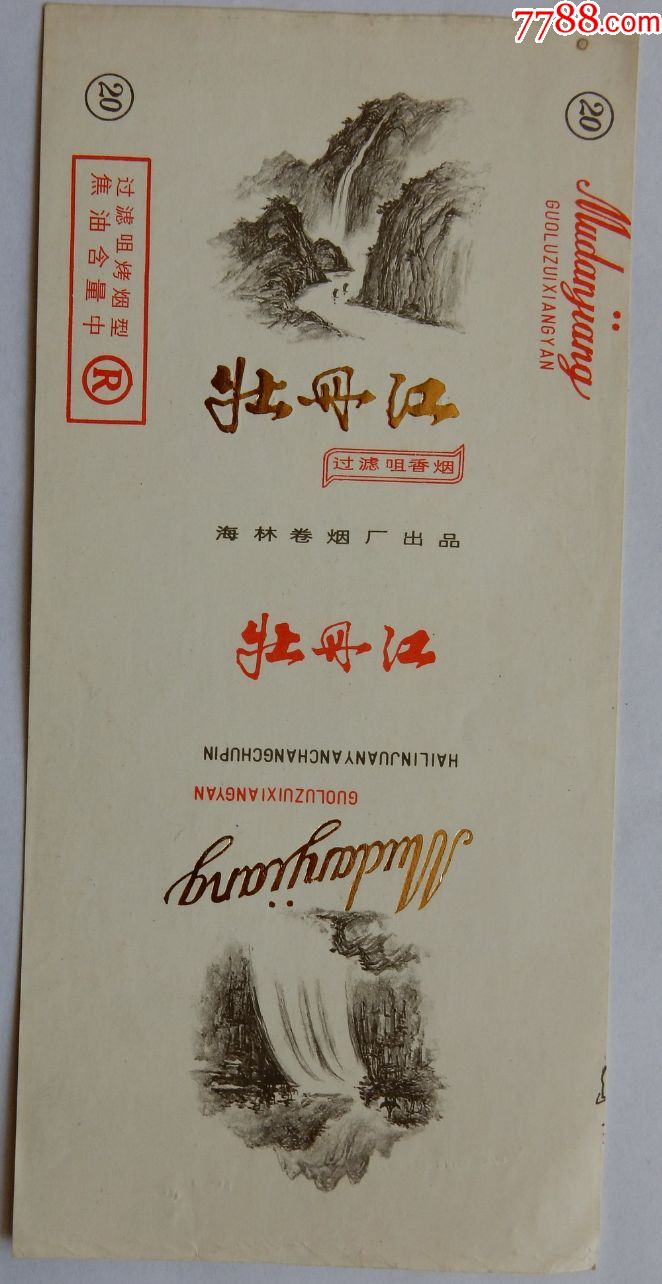 7788.com
20
20
过滤咀烤烟型
焦油含量中
R
Mudanjiang
GUOLUZUIXIANGYAN
牡丹江
过滤咀香烟
海林卷烟厂出品
牡丹江
HAILINJUANYANCHANGCHUPIN
GUOLUZUIXIANGYAN
Mudanjiang